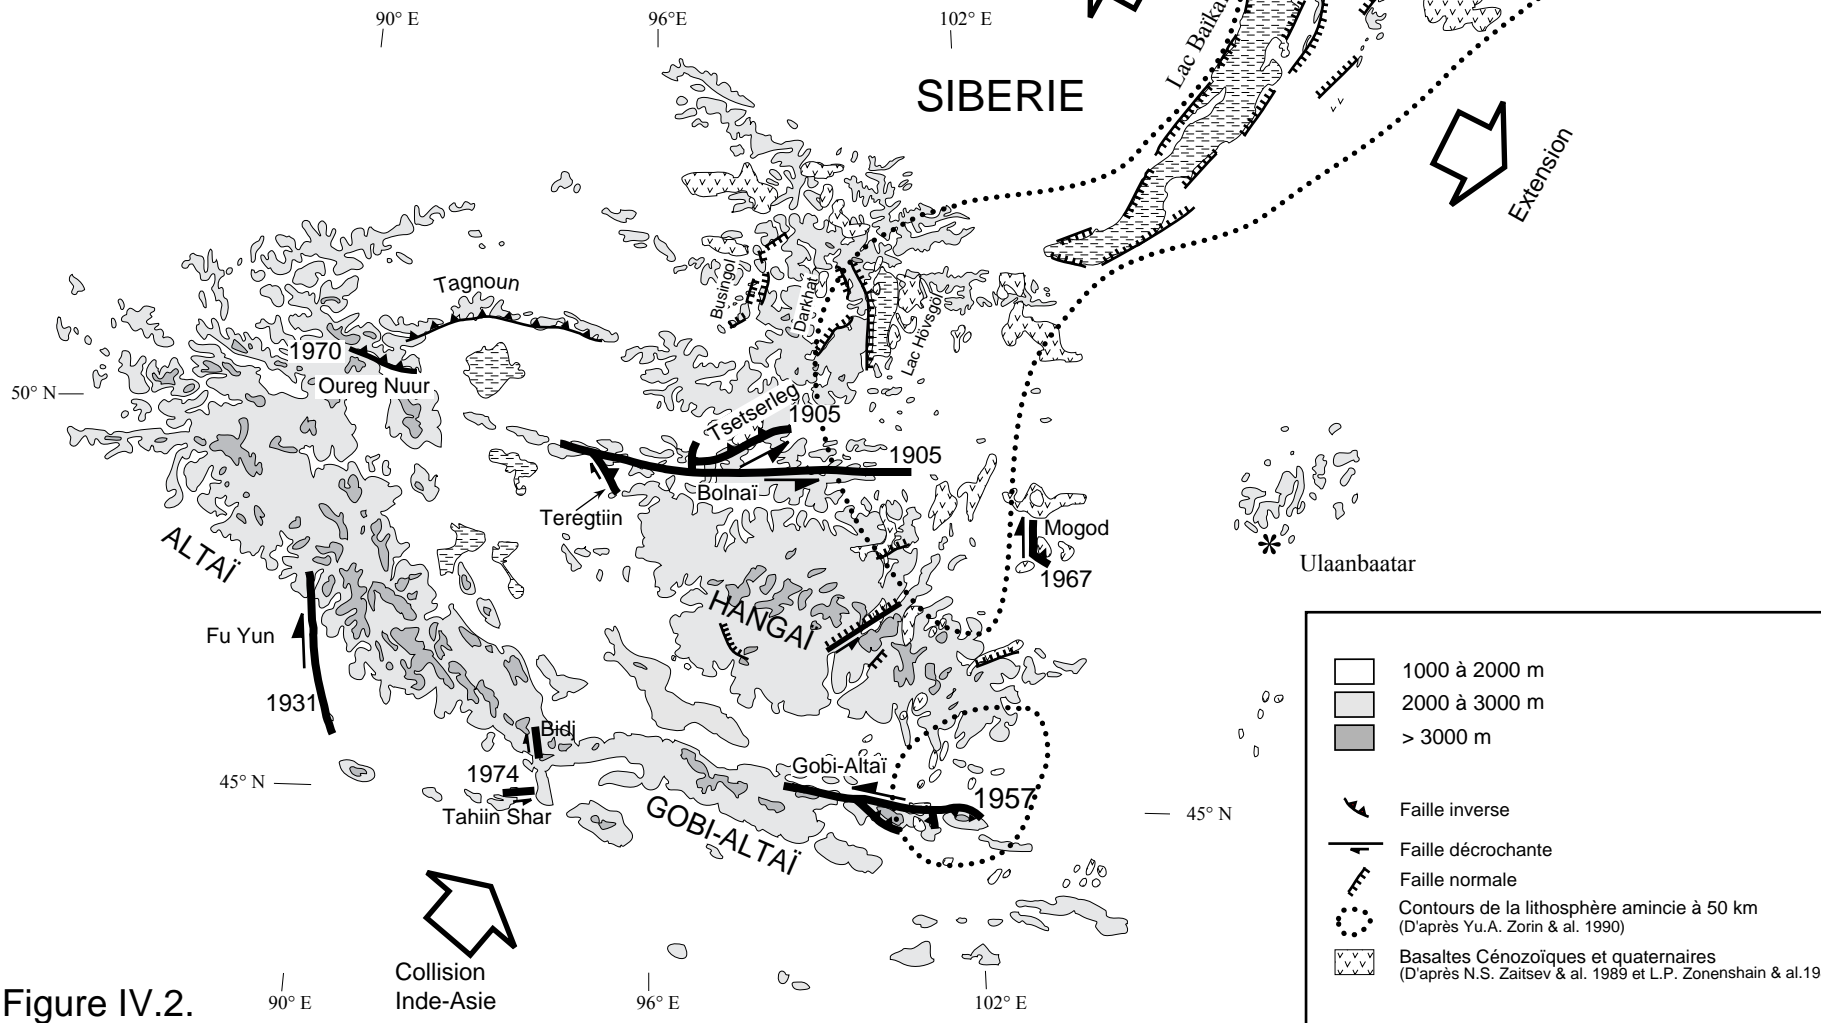 90° E
96°E
102° E
Lac Baïkal
SIBERIE
Extension
Tagnoun
Busingol
Darkhat
Lac Hövsgöl
1970
Oureg Nuur
50° N
Tsetserleg
1905
1905
Bolnaï
Teregtiin
Mogod
1967
Ulaanbaatar
ALTAÏ
HANGAÏ
Fu Yun
1931
Bidj
1974
Tahiin Shar
45° N
Gobi-Altaï
1957
GOBI-ALTAÏ
45° N
Collision
Inde-Asie
90° E
96° E
102° E
1000 à 2000 m
2000 à 3000 m
> 3000 m
Faille inverse
Faille décrochante
Faille normale
Contours de la lithosphère amincie à 50 km
(D'après Yu.A. Zorin & al. 1990)
Basaltes Cénozoïques et quaternaires
(D'après N.S. Zaitsev & al. 1989 et L.P. Zonenshain & al.19
Figure IV.2.